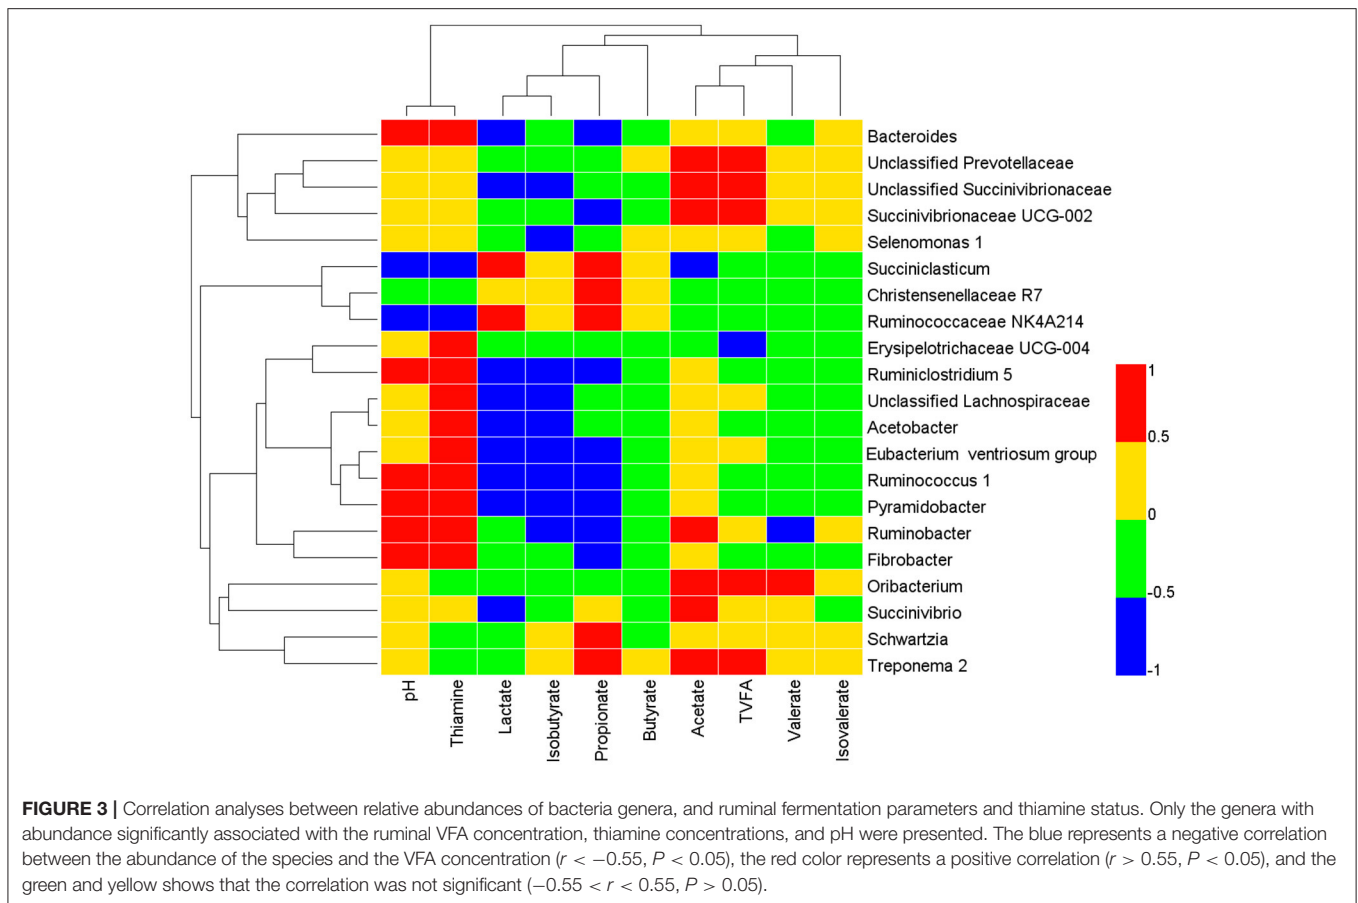 Bacteroides
Unclassified Prevotellaceae
Unclassified Succinivibrionaceae
Succinivibrionaceae UCG-002
Selenomonas 1
Succiniclasticum
Christensenellaceae R7
Ruminococcaceae NK4A214
Erysipelotrichaceae UCG-004
Ruminiclostridium 5
Unclassified Lachnospiraceae
Acetobacter
Eubacterium ventriosum group
Ruminococcus 1
Pyramidobacter
Ruminobacter
Fibrobacter
Oribacterium
Succinivibrio
Schwartzia
Treponema 2
1
0.5
0
-0.5
-1
pH
Thiamine
Lactate
Isobutyrate
Propionate
Butyrate
Acetate
TVFA
Valerate
Isovalerate
FIGURE 3 | Correlation analyses between relative abundances of bacteria genera, and ruminal fermentation parameters and thiamine status. Only the genera with
abundance significantly associated with the ruminal VFA concentration, thiamine concentrations, and pH were presented. The blue represents a negative correlation
between the abundance of the species and the VFA concentration (r < −0.55, P < 0.05), the red color represents a positive correlation (r > 0.55, P < 0.05), and the
green and yellow shows that the correlation was not significant (−0.55 < r < 0.55, P > 0.05).